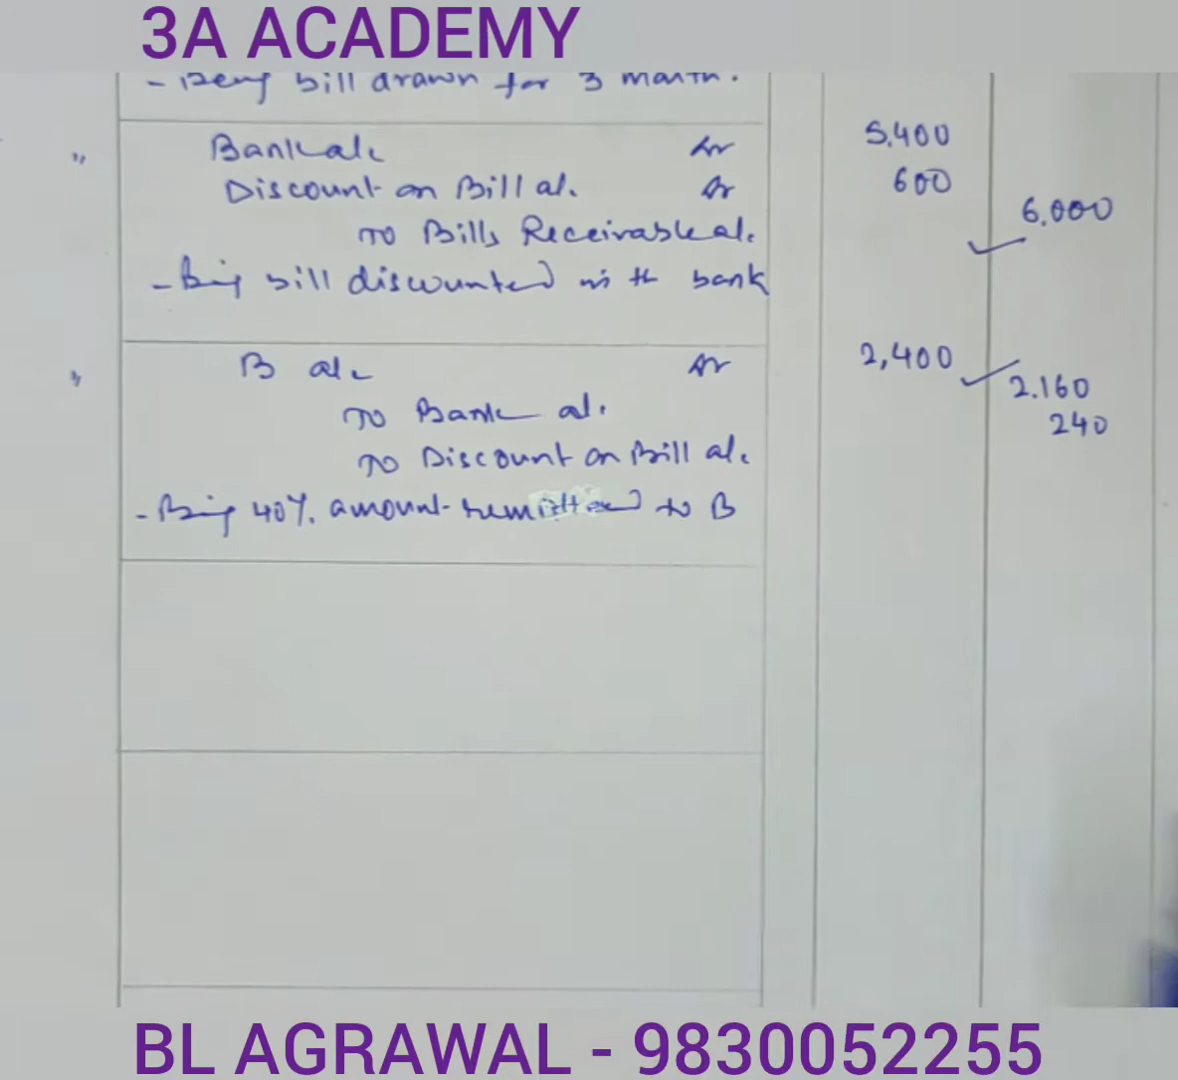 3A ACADEMY
- Being bill drawn for 3 month.
" Bank a/c Dr 5,400
Discount on Bill a/c. Dr 600
To Bills Receivable a/c. 6,000
- Being bill discounted with bank
" B a/c Dr 2,400
To Bank a/c. 2.160
To Discount on Bill a/c. 240
- Being 40% amount remitted to B
BL AGRAWAL - 9830052255